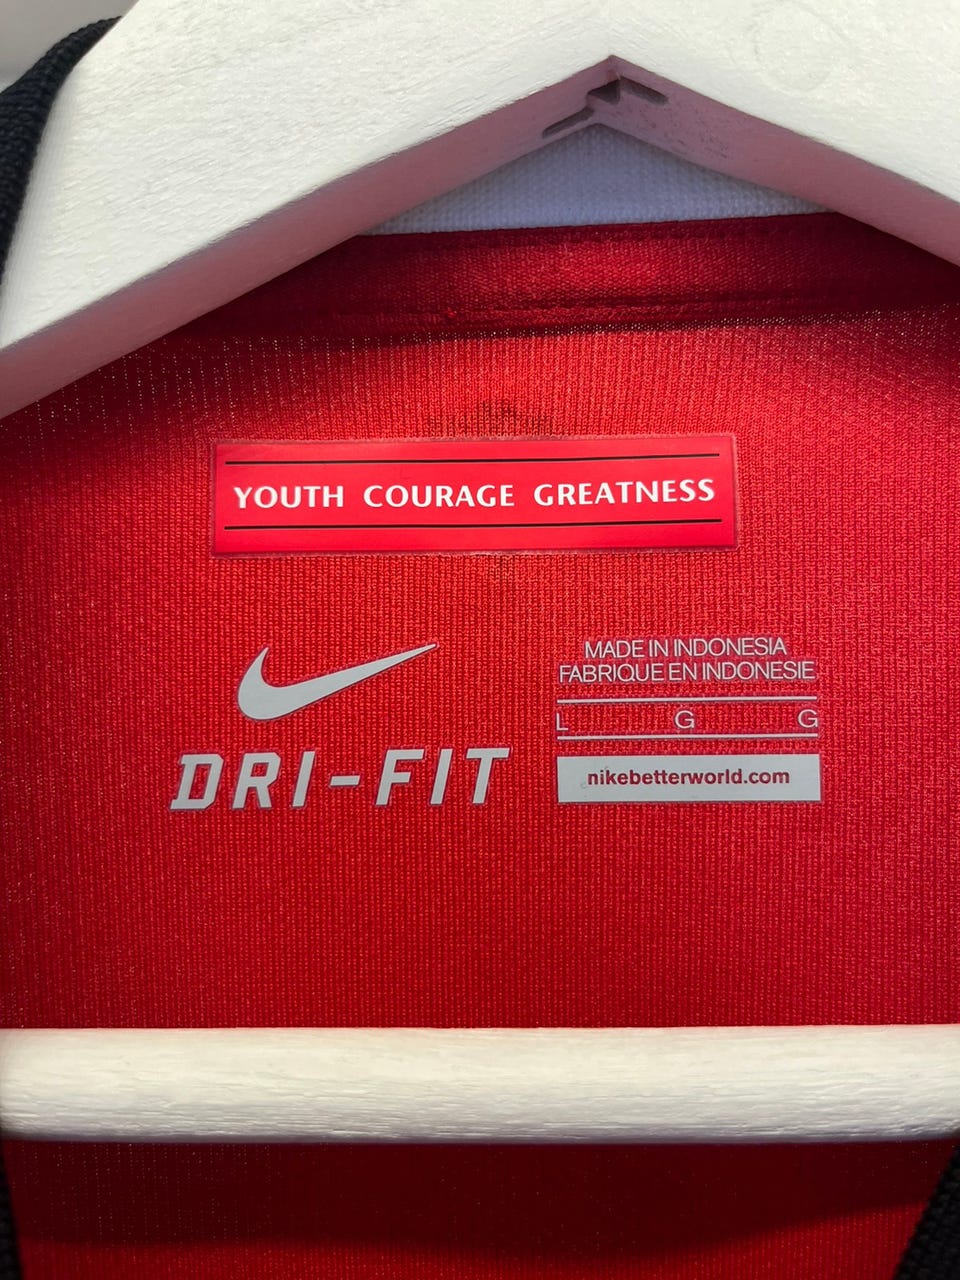 YOUTH COURAGE GREATNESS
DRI-FIT
MADE IN INDONESIA
FABRIQUE EN INDONESIE
L G G
nikebetterworld.com